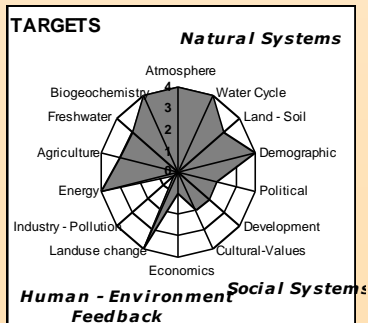 TARGETS
Natural Systems
Atmosphere
Biogeochemistry
4
Water Cycle
3
Freshwater
Land - Soil
2
Agriculture
1
Demographic
0
Energy
Political
Industry - Pollution
Development
Landuse change
Cultural-Values
Economics
Human - Environment
Social Systems
Feedback